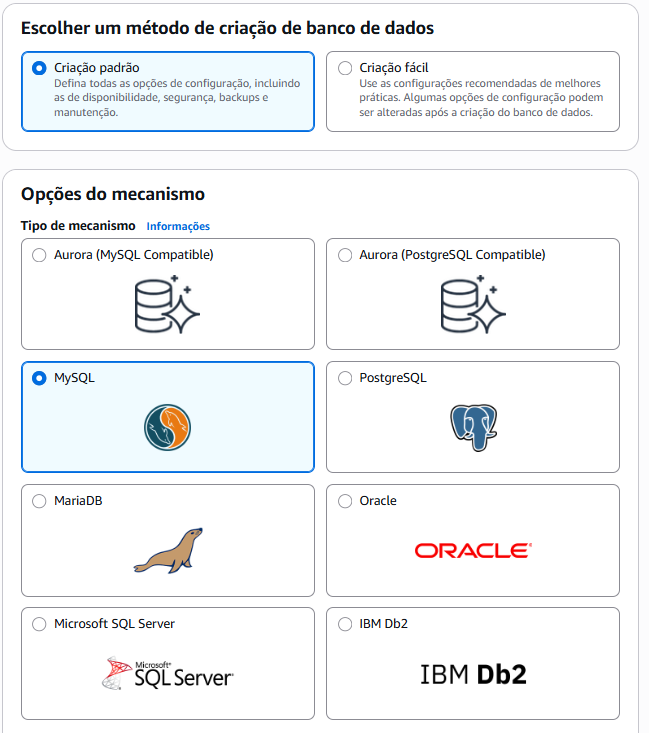 Escolher um método de criação de banco de dados
Criação padrão
Defina todas as opções de configuração, incluindo
as de disponibilidade, segurança, backups e
manutenção.
Criação fácil
Use as configurações recomendadas de melhores
práticas. Algumas opções de configuração podem
ser alteradas após a criação do banco de dados.
Opções do mecanismo
Tipo de mecanismo Informações
Aurora (MySQL Compatible)
Aurora (PostgreSQL Compatible)
MySQL
PostgreSQL
MariaDB
Oracle
ORACLE
Microsoft SQL Server
Microsoft
SQL Server
IBM Db2
IBM Db2